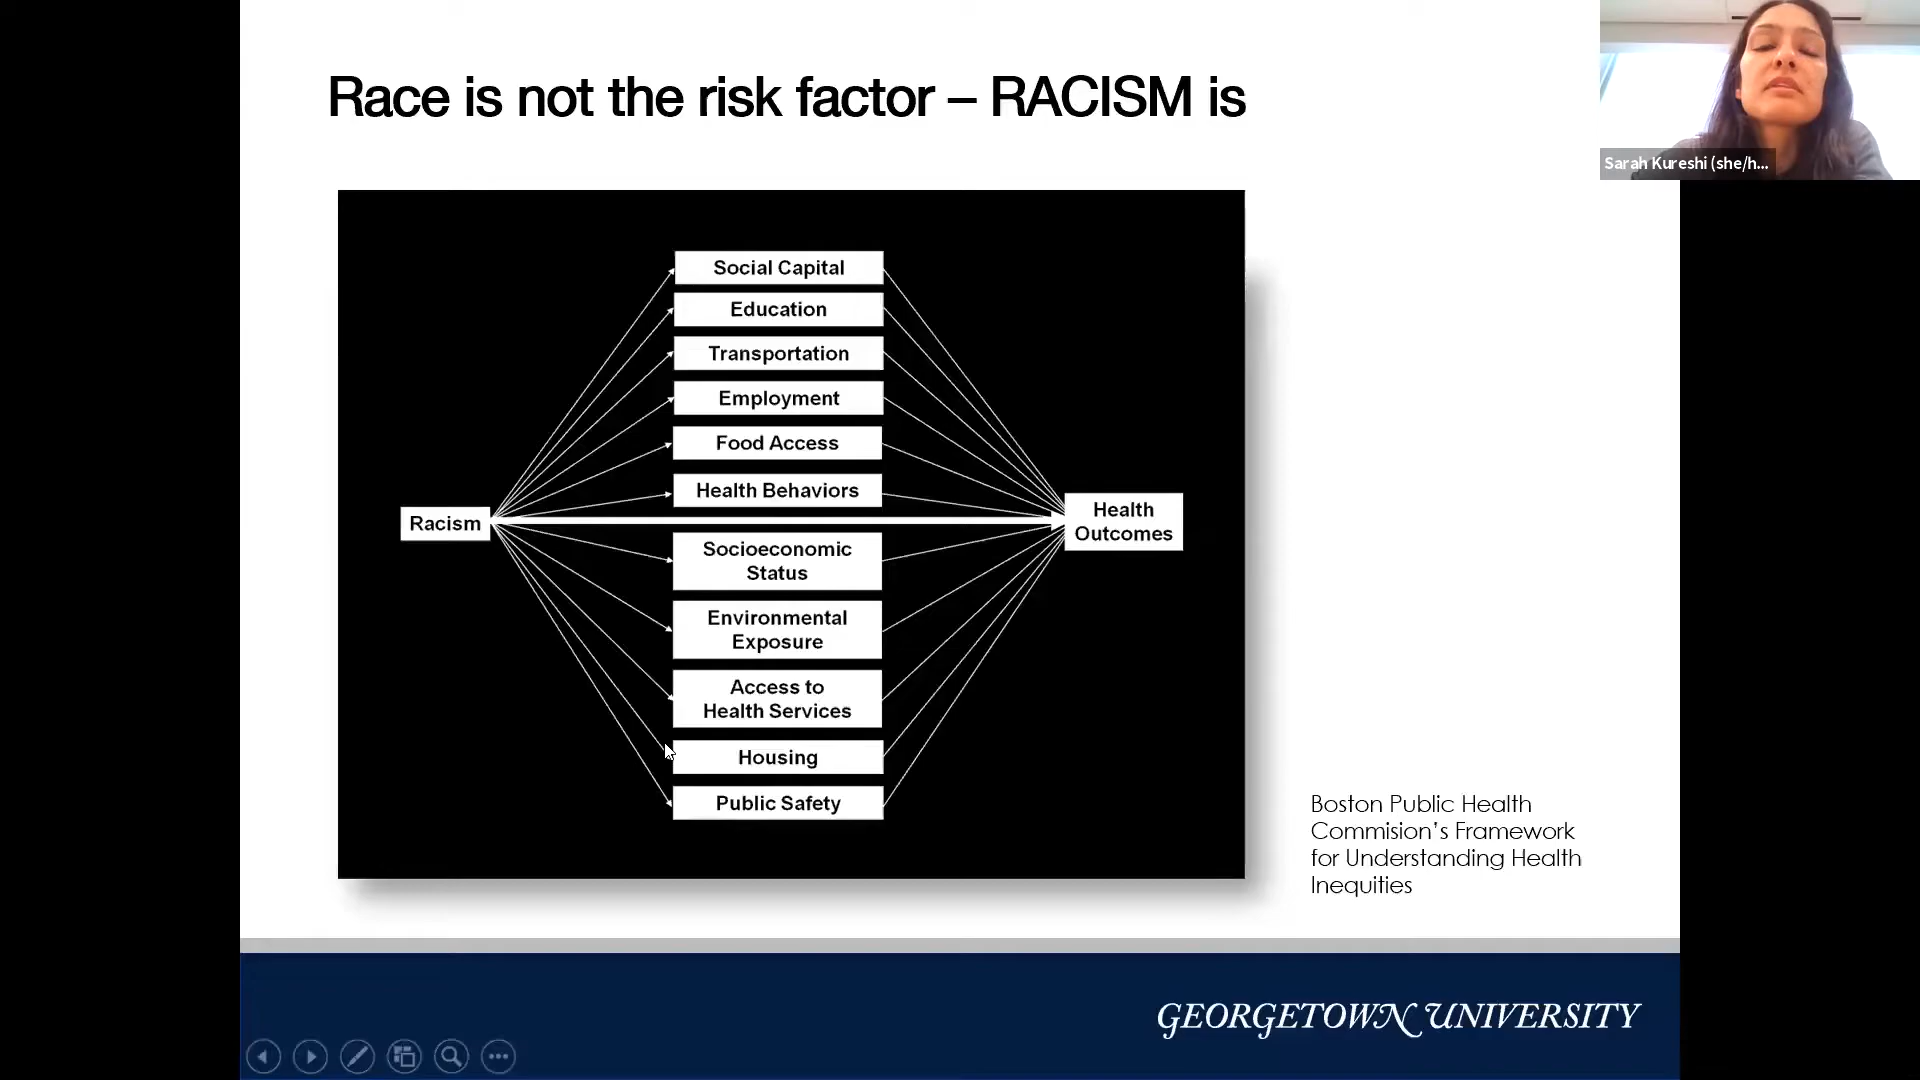 Race is not the risk factor – RACISM is
Sarah Kureshi (she/h...
Social Capital
Education
Transportation
Employment
Food Access
Health Behaviors
Racism
Health
Outcomes
Socioeconomic
Status
Environmental
Exposure
Access to
Health Services
Housing
Public Safety
Boston Public Health
Commision’s Framework
for Understanding Health
Inequities
GEORGETOWN UNIVERSITY